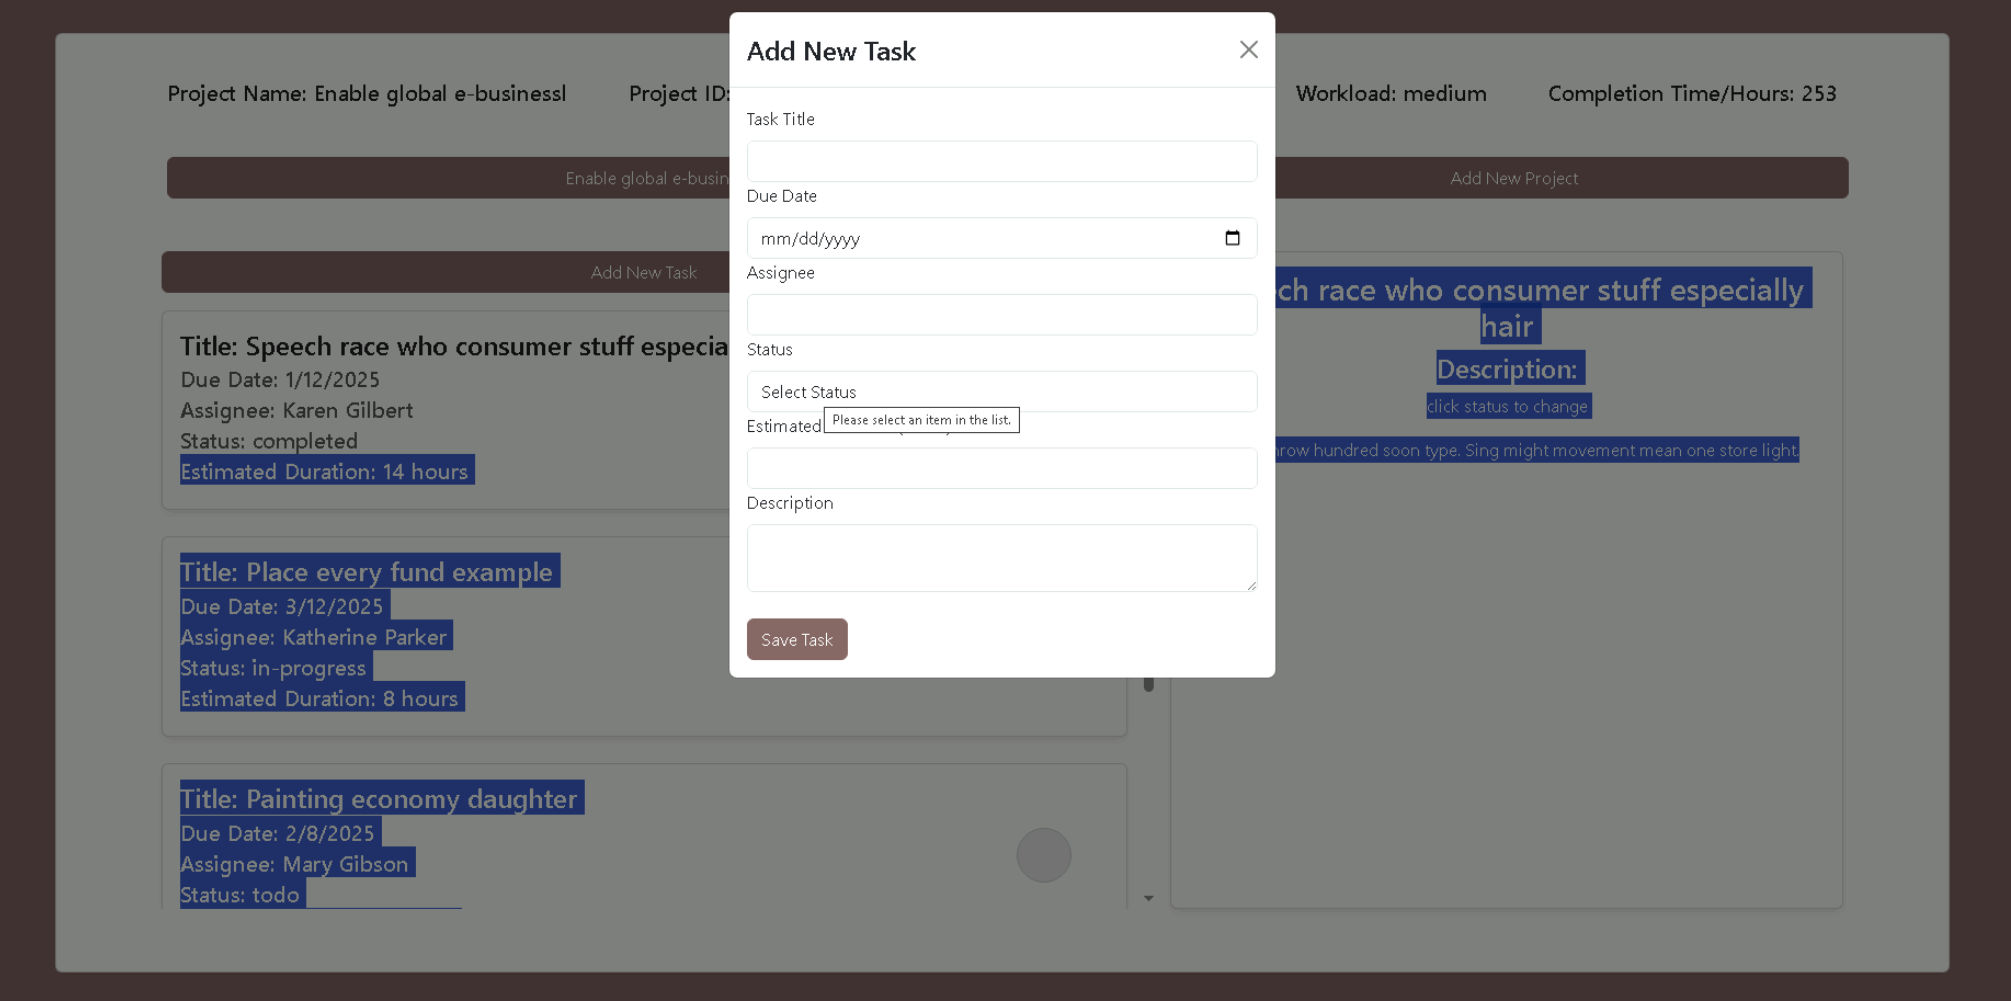 Add New Task
Project Name: Enable global e-businessl
Project ID:
Workload: medium
Completion Time/Hours: 253
Task Title
Enable global e-busin
Add New Project
Due Date
mm/dd/yyyy
Add New Task
Assignee
ch race who consumer stuff especially
hair
Title: Speech race who consumer stuff especia
Due Date: 1/12/2025
Assignee: Karen Gilbert
Status: completed
Estimated Duration: 14 hours
Status
Select Status
Please select an item in the list.
Estimated
Description
Save Task
Description:
click status to change
row hundred soon type. Sing might movement mean one store light.
Title: Place every fund example
Due Date: 3/12/2025
Assignee: Katherine Parker
Status: in-progress
Estimated Duration: 8 hours
Title: Painting economy daughter
Due Date: 2/8/2025
Assignee: Mary Gibson
Status: todo